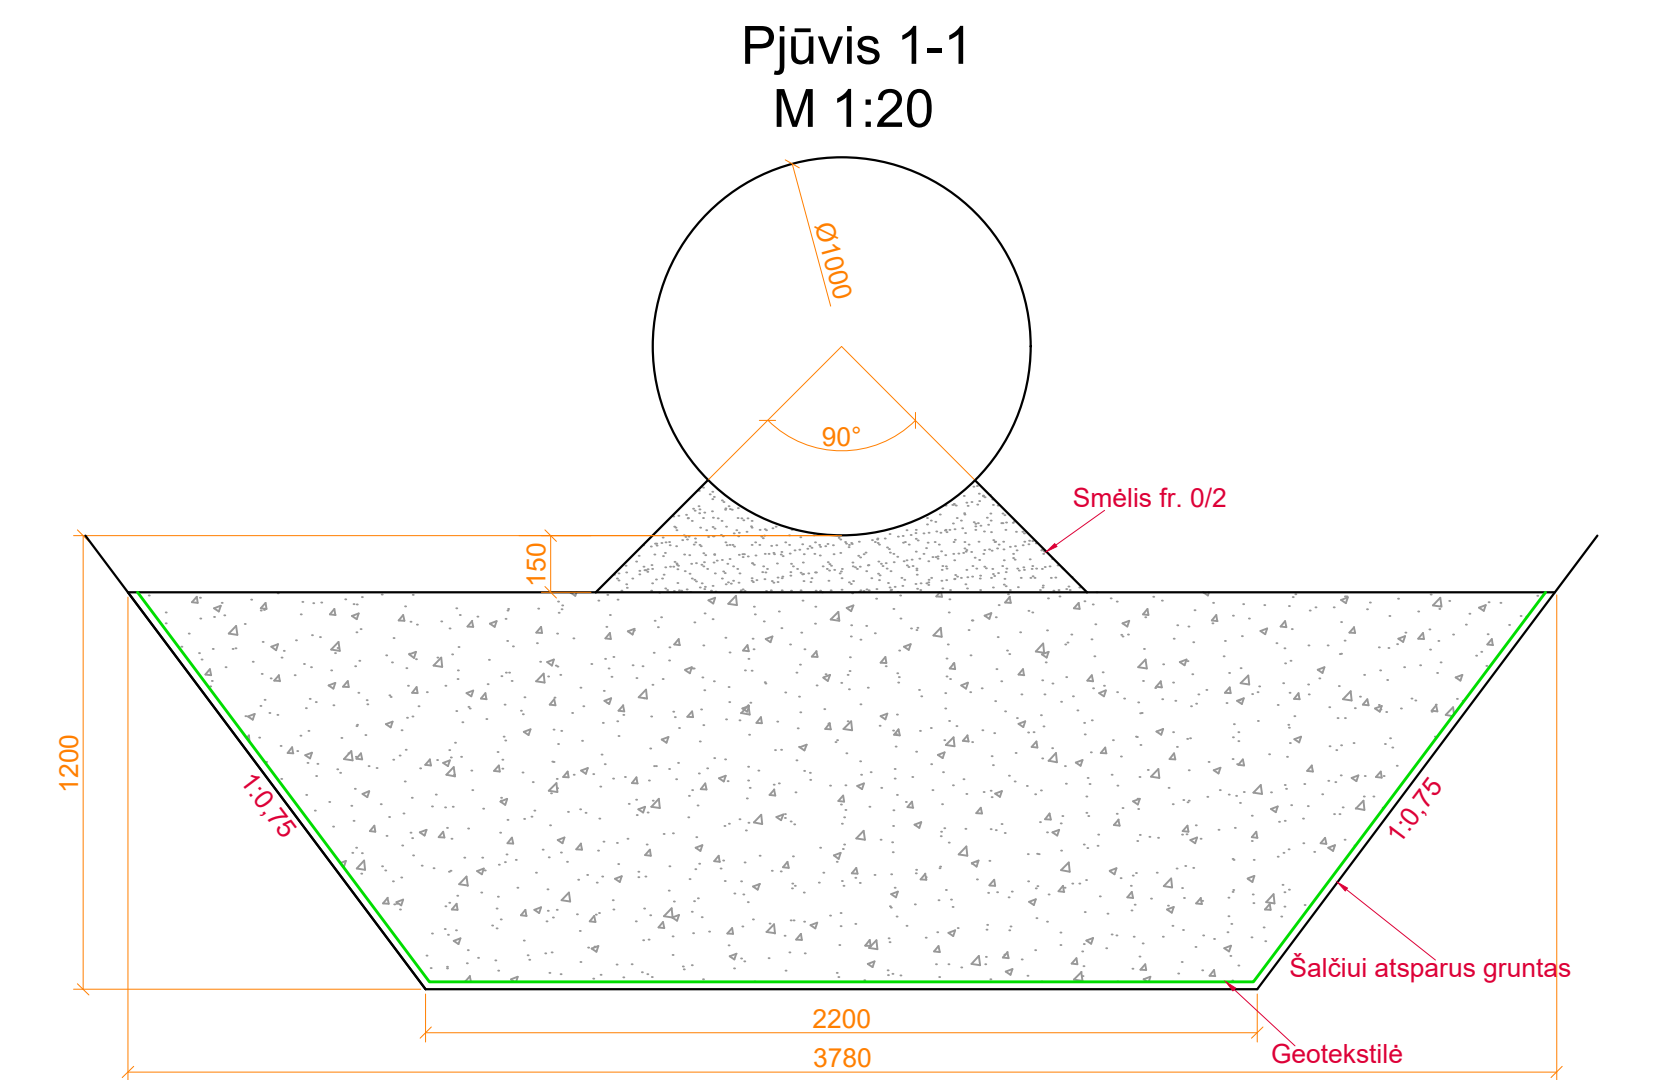 Pjūvis 1-1
M 1:20
Ø1000
90°
Smėlis fr. 0/2
150
1200
1:0,75
1:0,75
Šalčiui atsparus gruntas
2200
Geotekstilė
3780